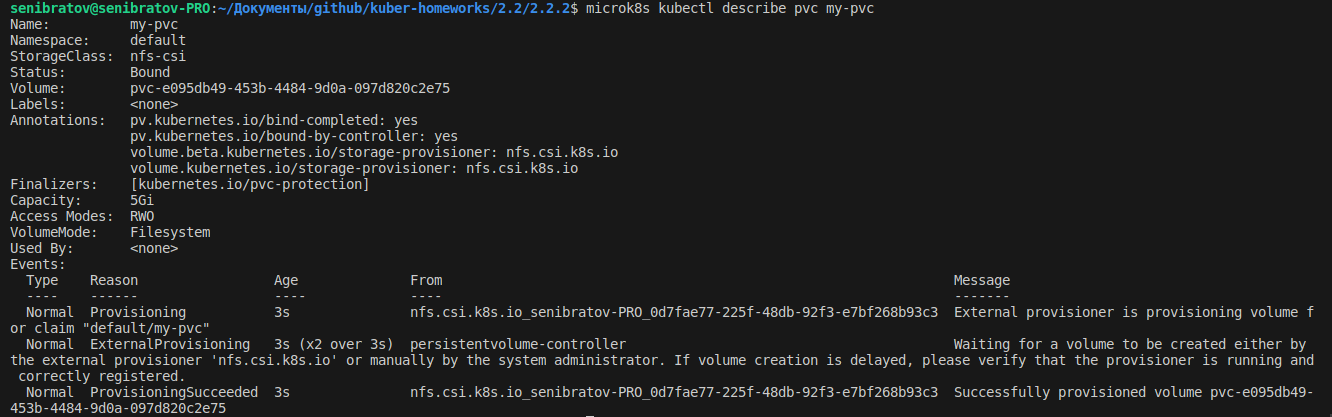 senibratov@senibratov-PRO:~/Документы/github/kuber-homeworks/2.2/2.2.2$ microk8s kubectl describe pvc my-pvc
Name:          my-pvc
Namespace:     default
StorageClass:  nfs-csi
Status:        Bound
Volume:        pvc-e095db49-453b-4484-9d0a-097d820c2e75
Labels:        <none>
Annotations:   pv.kubernetes.io/bind-completed: yes
               pv.kubernetes.io/bound-by-controller: yes
               volume.beta.kubernetes.io/storage-provisioner: nfs.csi.k8s.io
               volume.kubernetes.io/storage-provisioner: nfs.csi.k8s.io
Finalizers:    [kubernetes.io/pvc-protection]
Capacity:      5Gi
Access Modes:  RWO
VolumeMode:    Filesystem
Used By:       <none>
Events:
  Type    Reason                 Age              From                                                                Message
  ----    ------                 ----             ----                                                                -------
  Normal  Provisioning           3s               nfs.csi.k8s.io_senibratov-PRO_0d7fae77-225f-48db-92f3-e7bf268b93c3  External provisioner is provisioning volume f
or claim "default/my-pvc"
  Normal  ExternalProvisioning   3s (x2 over 3s)  persistentvolume-controller                                         Waiting for a volume to be created either by
the external provisioner 'nfs.csi.k8s.io' or manually by the system administrator. If volume creation is delayed, please verify that the provisioner is running and
 correctly registered.
  Normal  ProvisioningSucceeded  3s               nfs.csi.k8s.io_senibratov-PRO_0d7fae77-225f-48db-92f3-e7bf268b93c3  Successfully provisioned volume pvc-e095db49-
453b-4484-9d0a-097d820c2e75